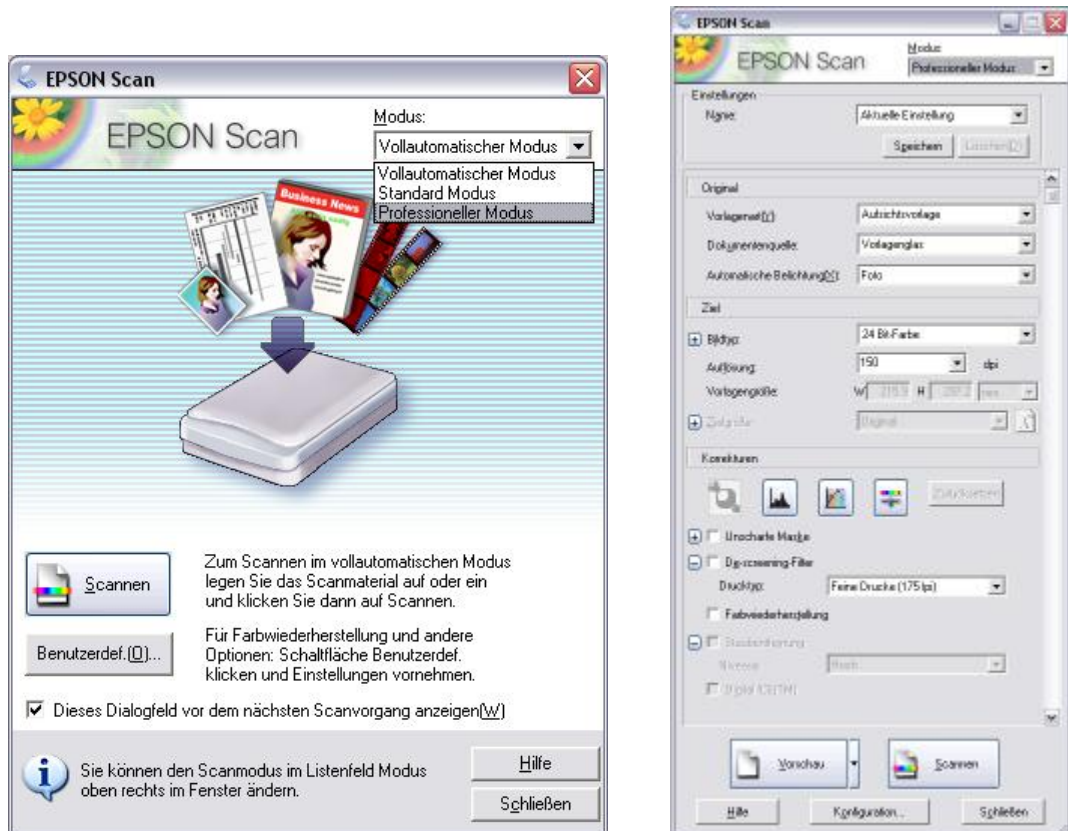 EPSON Scan
EPSON Scan
Modus:
Vollautomatischer Modus
Vollautomatischer Modus
Standard Modus
Professioneller Modus
Business News
Scannen
Zum Scannen im vollautomatischen Modus
legen Sie das Scanmaterial auf oder ein
und klicken Sie dann auf Scannen.
Benutzerdef.(O)...
Für Farbwiederherstellung und andere
Optionen: Schaltfläche Benutzerdef.
klicken und Einstellungen vornehmen.
Dieses Dialogfeld vor dem nächsten Scanvorgang anzeigen(W)
Sie können den Scanmodus im Listenfeld Modus
oben rechts im Fenster ändern.
Hilfe
Schließen
EPSON Scan
EPSON Scan
Modus:
Professioneller Modus
Einstellungen
Name: Aktuelle Einstellung
Speichern Löschen(D)
Original
Vorlagenart(Y): Aufsichtsvorlage
Dokumentenquelle: Vorlagenglas
Automatische Belichtung(X): Foto
Ziel
Bildtyp: 24 Bit-Farbe
Auflösung: 150 dpi
Vorlagengröße: W H
Zielgröße: Original
Korrekturen
Zurücksetzen
Unscharfe Maske
De-screening-Filter
Drucktyp: Feine Drucke (175 lpi)
Farbwiederherstellung
Staubentfernung
Niveau: Hoch
Vorschau Scannen
Hilfe Konfiguration... Schließen